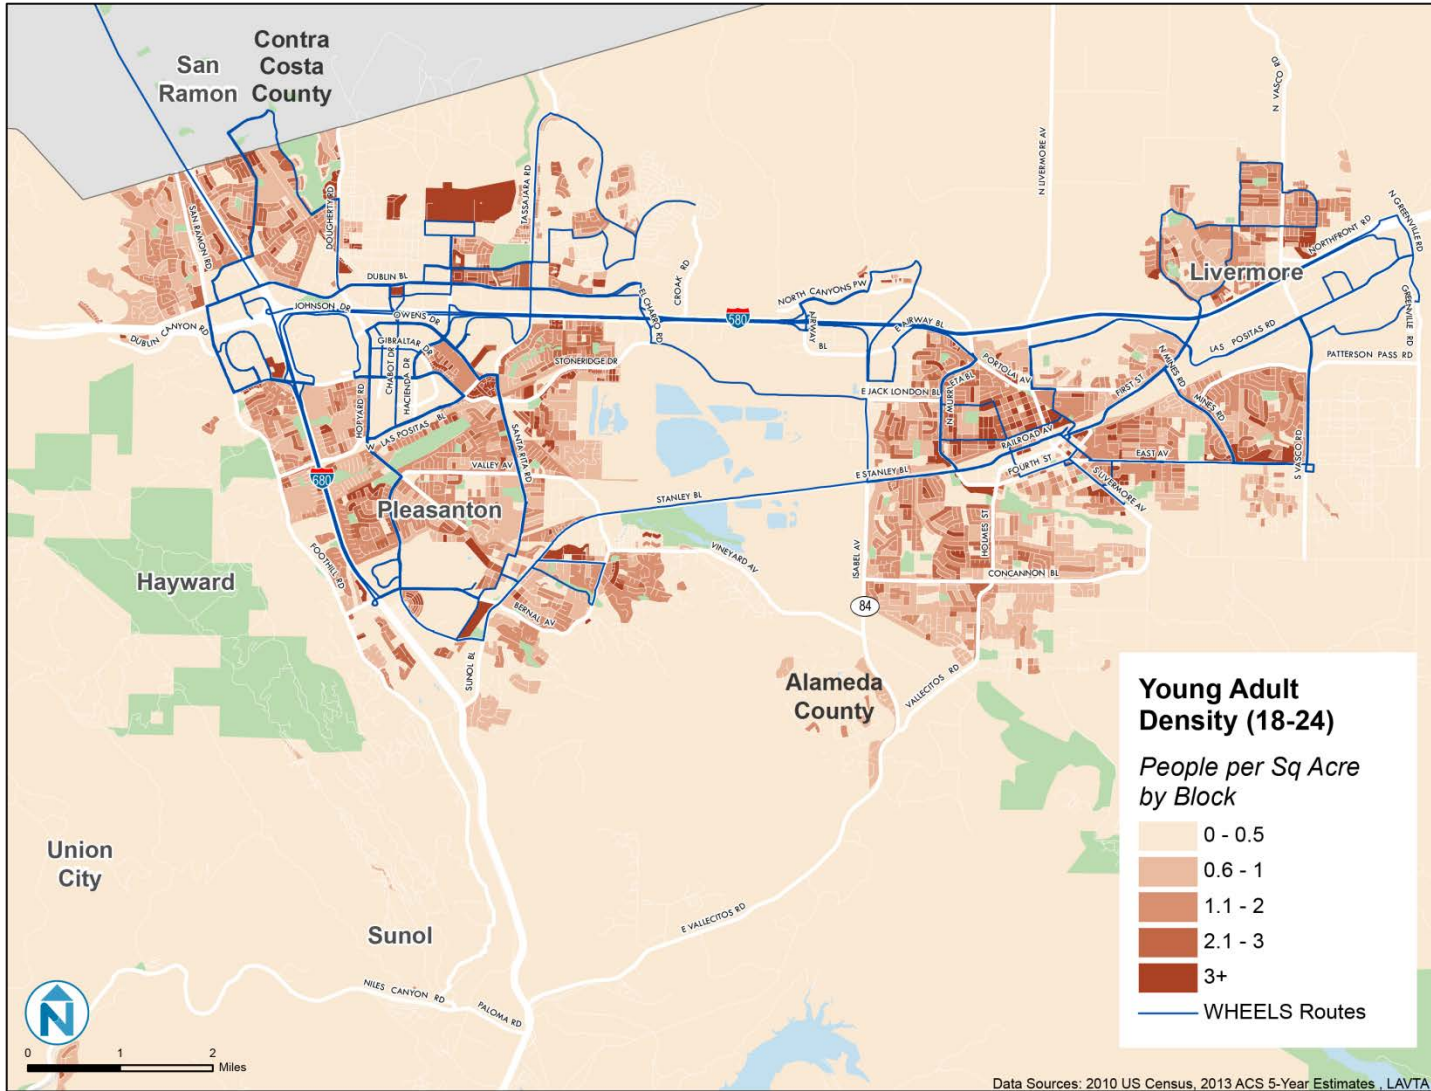 San
Ramon
Contra
Costa
County
N VASCO RD
N LIVERMORE AV
TASSAJARA RD
DOUGHERTY RD
SAN RAMON RD
N GREENVILLE RD
NORTHFRONT RD
Livermore
CROAK RD
DUBLIN BL
NORTH CANYONS PW
EL CHARRO RD
JOHNSON DR
OWENS DR
580
AIRWAY
BL
E AIRWAY BL
GREENVILLE RD
LAS POSITAS RD
DUBLIN CANYON RD
GIBRALTAR DR
CHABOT DR
HACIENDA DR
STONERIDGE DR
PORTOLA AV
N MINES RD
PATTERSON PASS RD
HOPYARD RD
E JACK LONDON BL
N MURRIETA BL
FIRST ST
MINES RD
W LAS POSITAS BL
SANTA RITA RD
RAILROAD AV
EAST AV
S VASCO RD
680
VALLEY AV
E STANLEY BL
FOURTH ST
S LIVERMORE AV
STANLEY BL
Pleasanton
HOLMES ST
FOOTHILL RD
VINEYARD AV
ISABEL AV
CONCANNON BL
Hayward
BERNAL AV
84
SUNOL BL
Alameda
County
VALLECITOS RD
Union
City
Sunol
E VALLECITOS RD
NILES CANYON RD
PALOMA RD
Young Adult
Density (18-24)
People per Sq Acre
by Block
0 - 0.5
0.6 - 1
1.1 - 2
2.1 - 3
3+
WHEELS Routes
N
0 1 2
Miles
Data Sources: 2010 US Census, 2013 ACS 5-Year Estimates , LAVTA